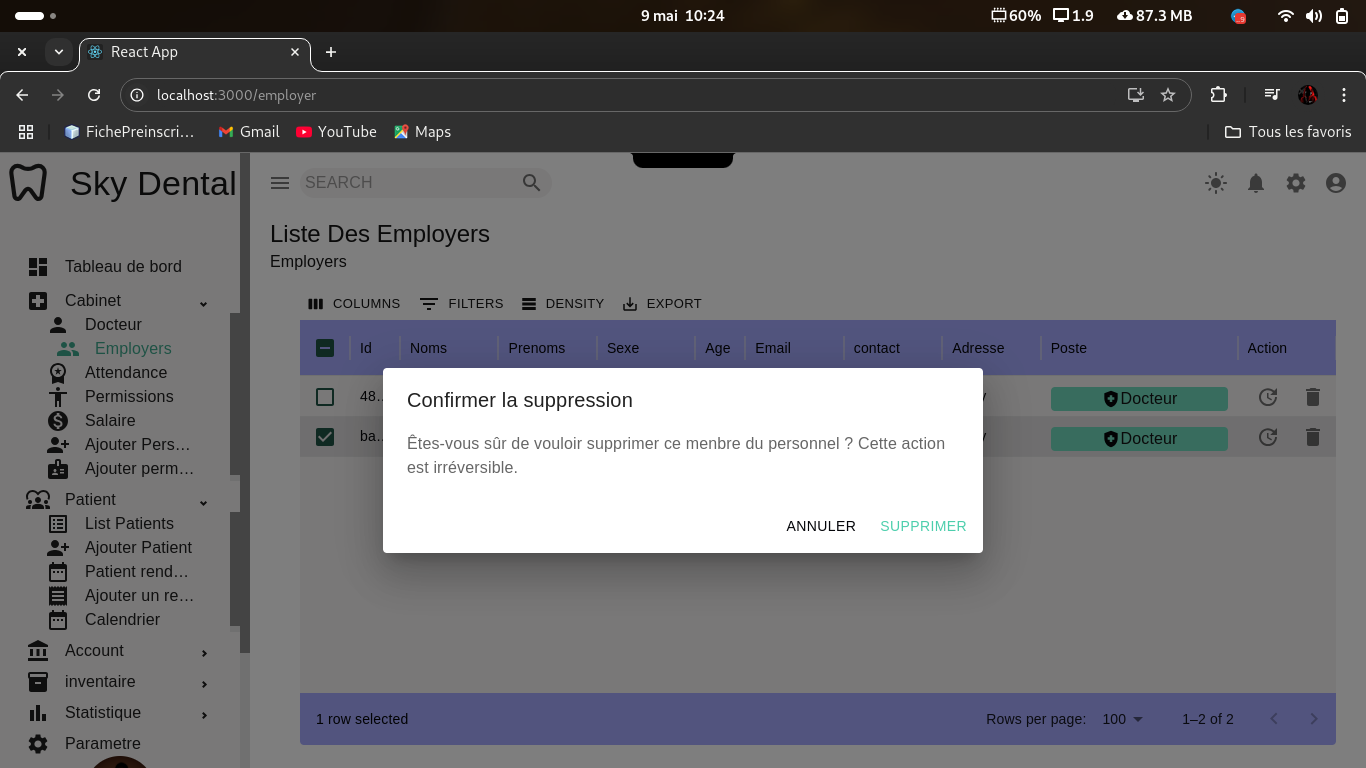 9 mai 10:24
60% 1.9 87.3 MB
React App
localhost:3000/employer
FichePreinscri… Gmail YouTube Maps Tous les favoris
Sky Dental
SEARCH
Liste Des Employers
Employers
Tableau de bord
Cabinet
Docteur
Employers
Attendance
Permissions
Salaire
Ajouter Pers…
Ajouter perm…
Patient
List Patients
Ajouter Patient
Patient rend…
Ajouter un re…
Calendrier
Account
inventaire
Statistique
Parametre
COLUMNS FILTERS DENSITY EXPORT
Id Noms Prenoms Sexe Age Email contact Adresse Poste Action
48… Docteur
ba… Docteur
Confirmer la suppression
Êtes-vous sûr de vouloir supprimer ce menbre du personnel ? Cette action
est irréversible.
ANNULER SUPPRIMER
1 row selected Rows per page: 100 1–2 of 2